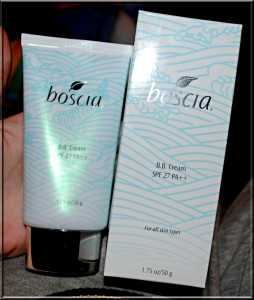 boscia
B.B. Cream
SPF 27 PA++
1.75 oz/50 g
boscia.
B.B. Cream
SPF 27 PA++
For all skin types
1.75 oz/50 g